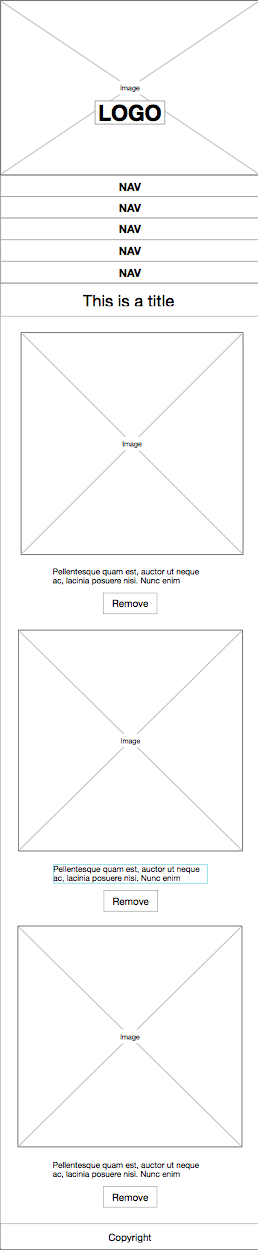 Image
LOGO
NAV
NAV
NAV
NAV
NAV
This is a title
Image
Pellentesque quam est, auctor ut neque
ac, lacinia posuere nisi. Nunc enim
Remove
Image
Pellentesque quam est, auctor ut neque
ac, lacinia posuere nisi. Nunc enim
Remove
Image
Pellentesque quam est, auctor ut neque
ac, lacinia posuere nisi. Nunc enim
Remove
Copyright